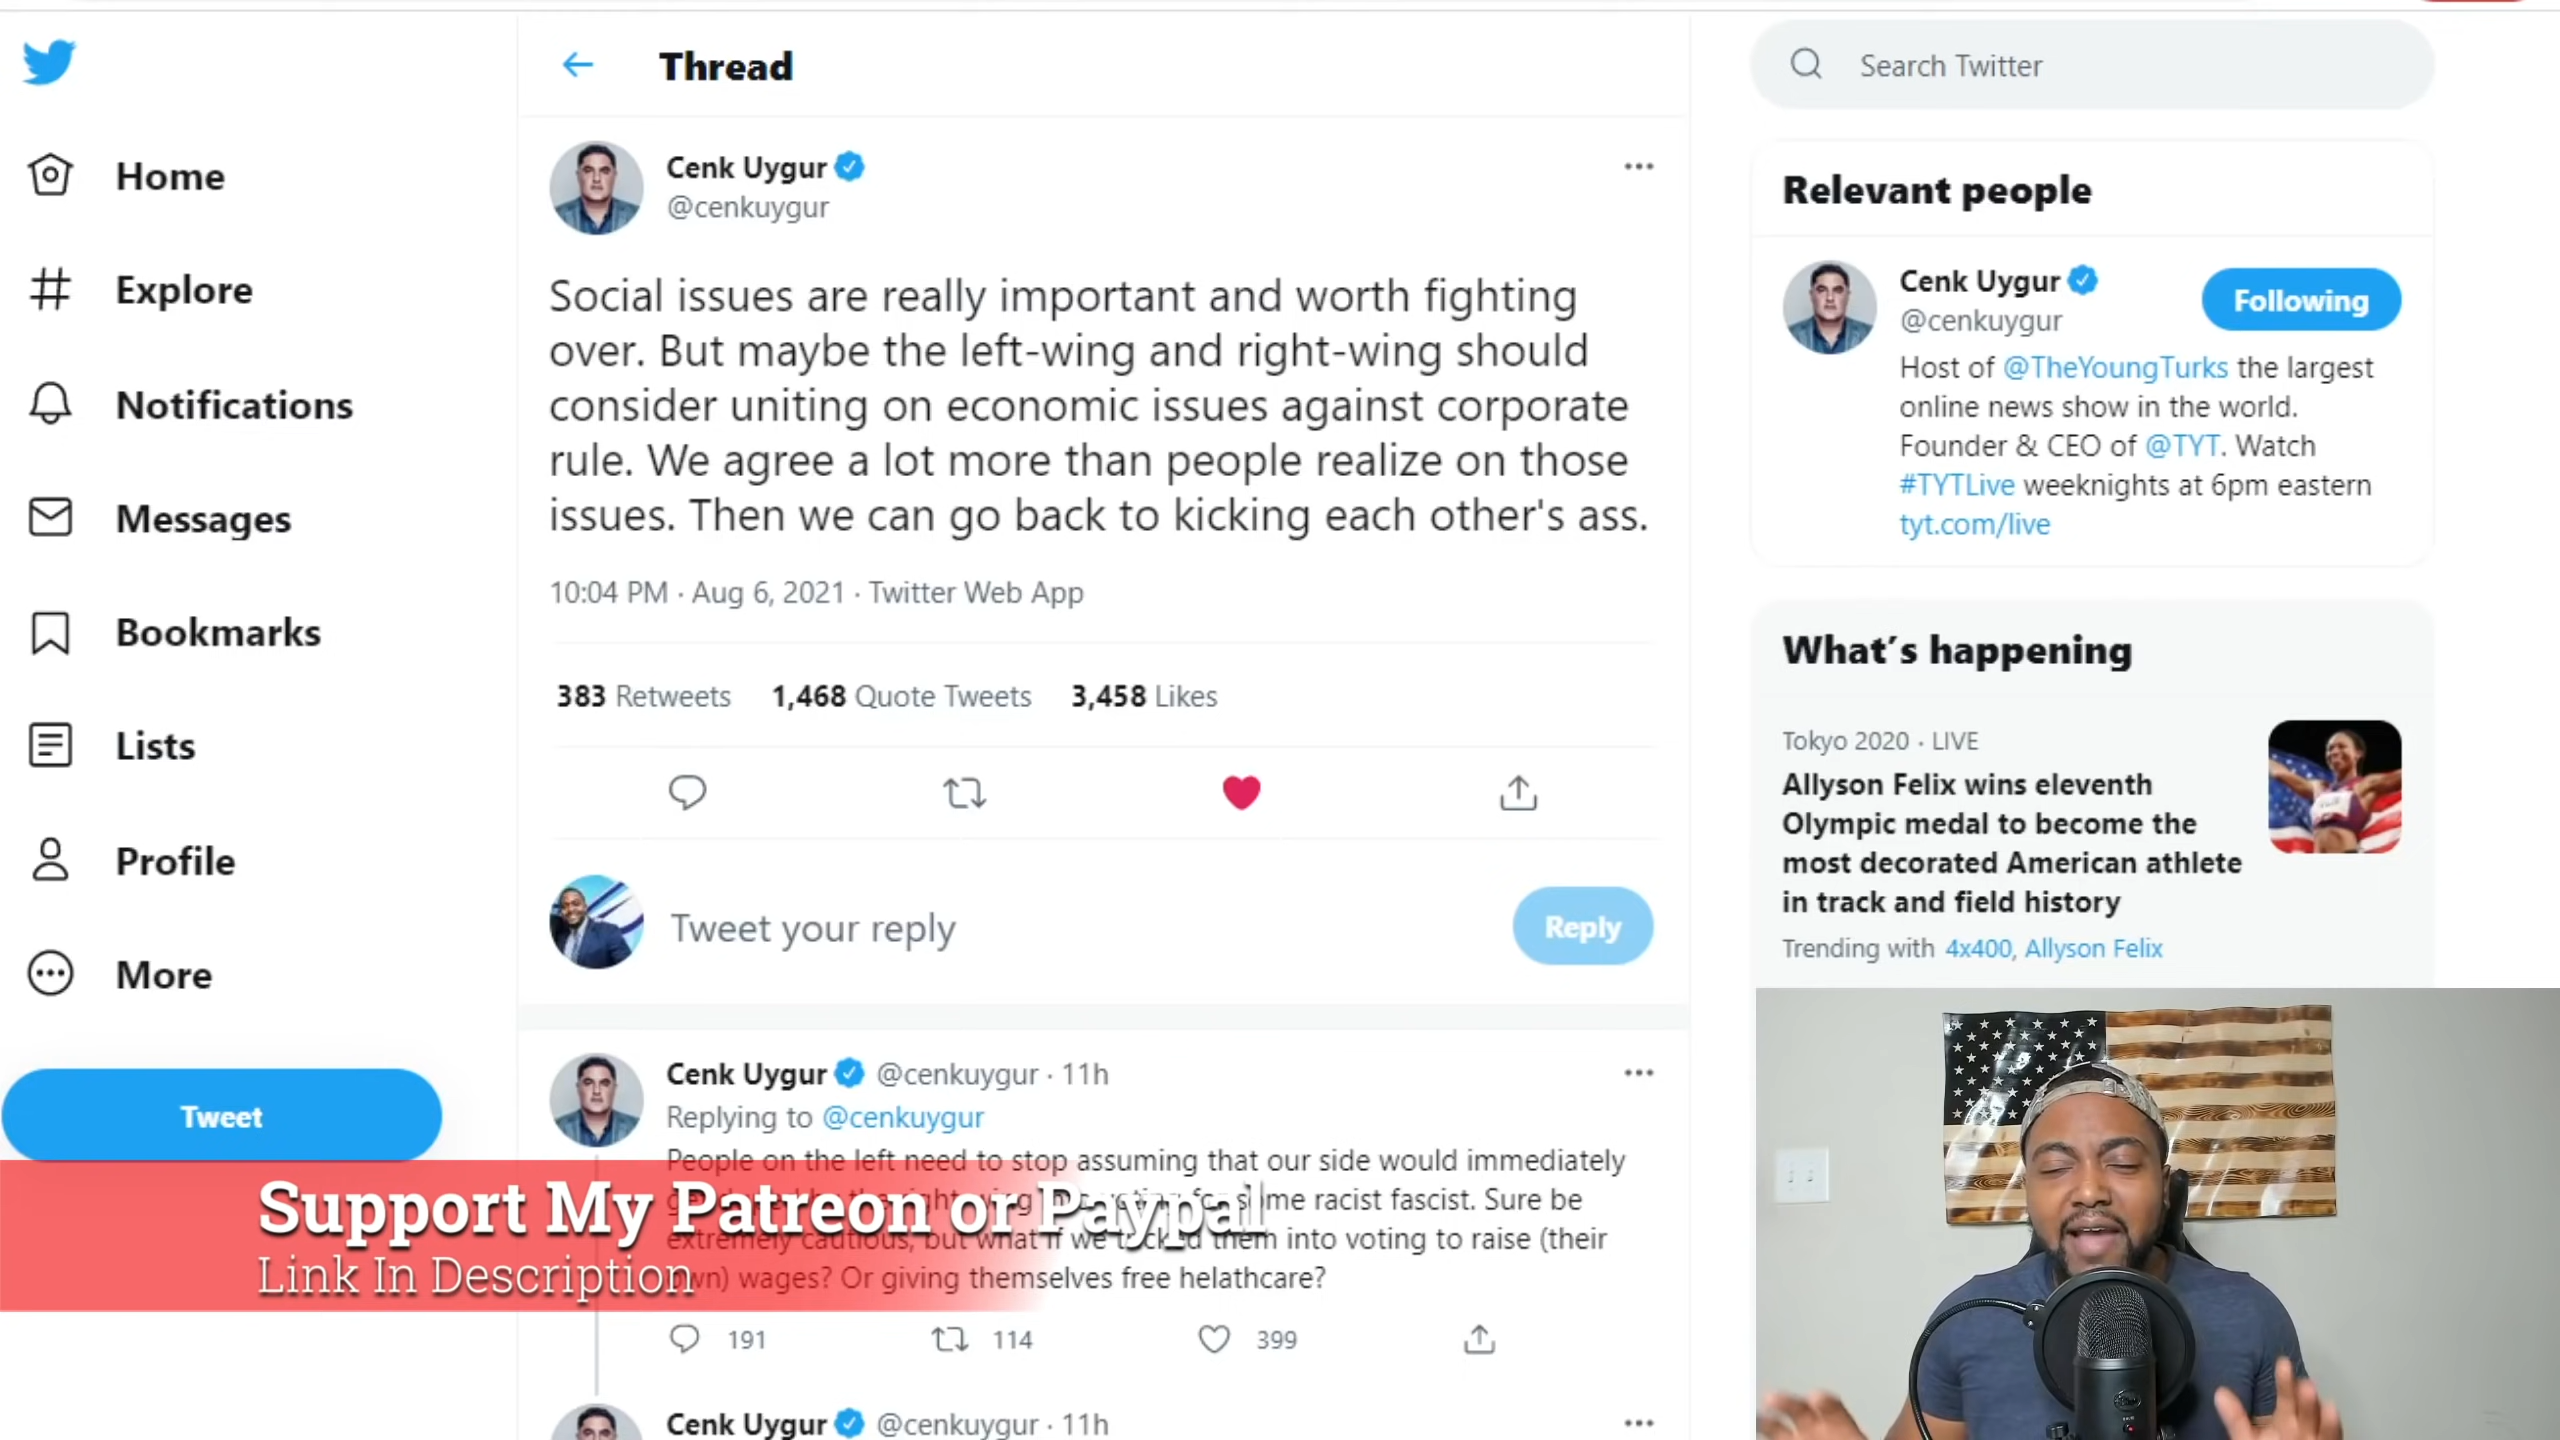 Home
Explore
Notifications
Messages
Bookmarks
Lists
Profile
More
Tweet
Thread
Cenk Uygur
@cenkuygur
Social issues are really important and worth fighting
over. But maybe the left-wing and right-wing should
consider uniting on economic issues against corporate
rule. We agree a lot more than people realize on those
issues. Then we can go back to kicking each other's ass.
10:04 PM · Aug 6, 2021 · Twitter Web App
383 Retweets 1,468 Quote Tweets 3,458 Likes
Tweet your reply
Reply
Cenk Uygur @cenkuygur · 11h
Replying to @cenkuygur
People on the left need to stop assuming that our side would immediately
racist fascist. Sure be
extremely cautious, but what if we them into voting to raise (their
own) wages? Or giving themselves free helathcare?
191 114 399
Cenk Uygur @cenkuygur · 11h
Support My Patreon or Paypal
Link In Description
Search Twitter
Relevant people
Cenk Uygur
@cenkuygur
Following
Host of @TheYoungTurks the largest
online news show in the world.
Founder & CEO of @TYT. Watch
#TYTLive weeknights at 6pm eastern
tyt.com/live
What's happening
Tokyo 2020 · LIVE
Allyson Felix wins eleventh
Olympic medal to become the
most decorated American athlete
in track and field history
Trending with 4x400, Allyson Felix